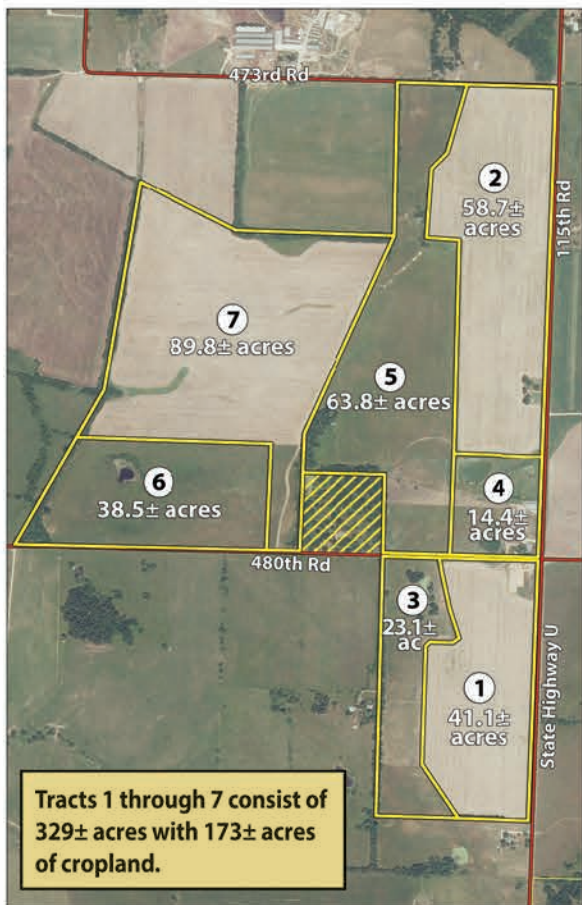 473rd Rd
2
58.7±
acres
115th Rd
7
89.8± acres
5
63.8± acres
6
38.5± acres
4
14.4±
acres
480th Rd
3
23.1±
ac
1
41.1±
acres
State Highway U
Tracts 1 through 7 consist of
329± acres with 173± acres
of cropland.